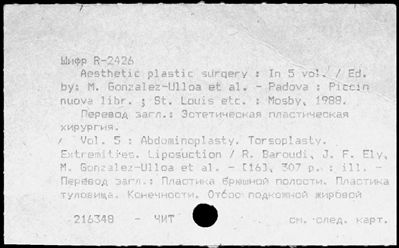 Шифр R-2426
Aesthetic plastic surgery : In 5 vol. / Ed.
by: M. Gonzalez-Ulloa et al. - Padova : Piccin
nuova libr. ; St. Louis etc. : Mosby, 1988.
Перевод загл.: Эстетическая пластическая
хирургия.
Vol. 5 : Abdominoplasty. Torsoplasty.
Extremities. Liposuction / R. Baroudi, J. F. Ely,
M. Gonzalez-Ulloa et al. - [16], 307 p. : ill. -
Перевод загл.: Пластика брюшной полости. Пластика
туловища. Конечности. Отсос подкожной жировой
216348 - ЧИТ см. след. карт.